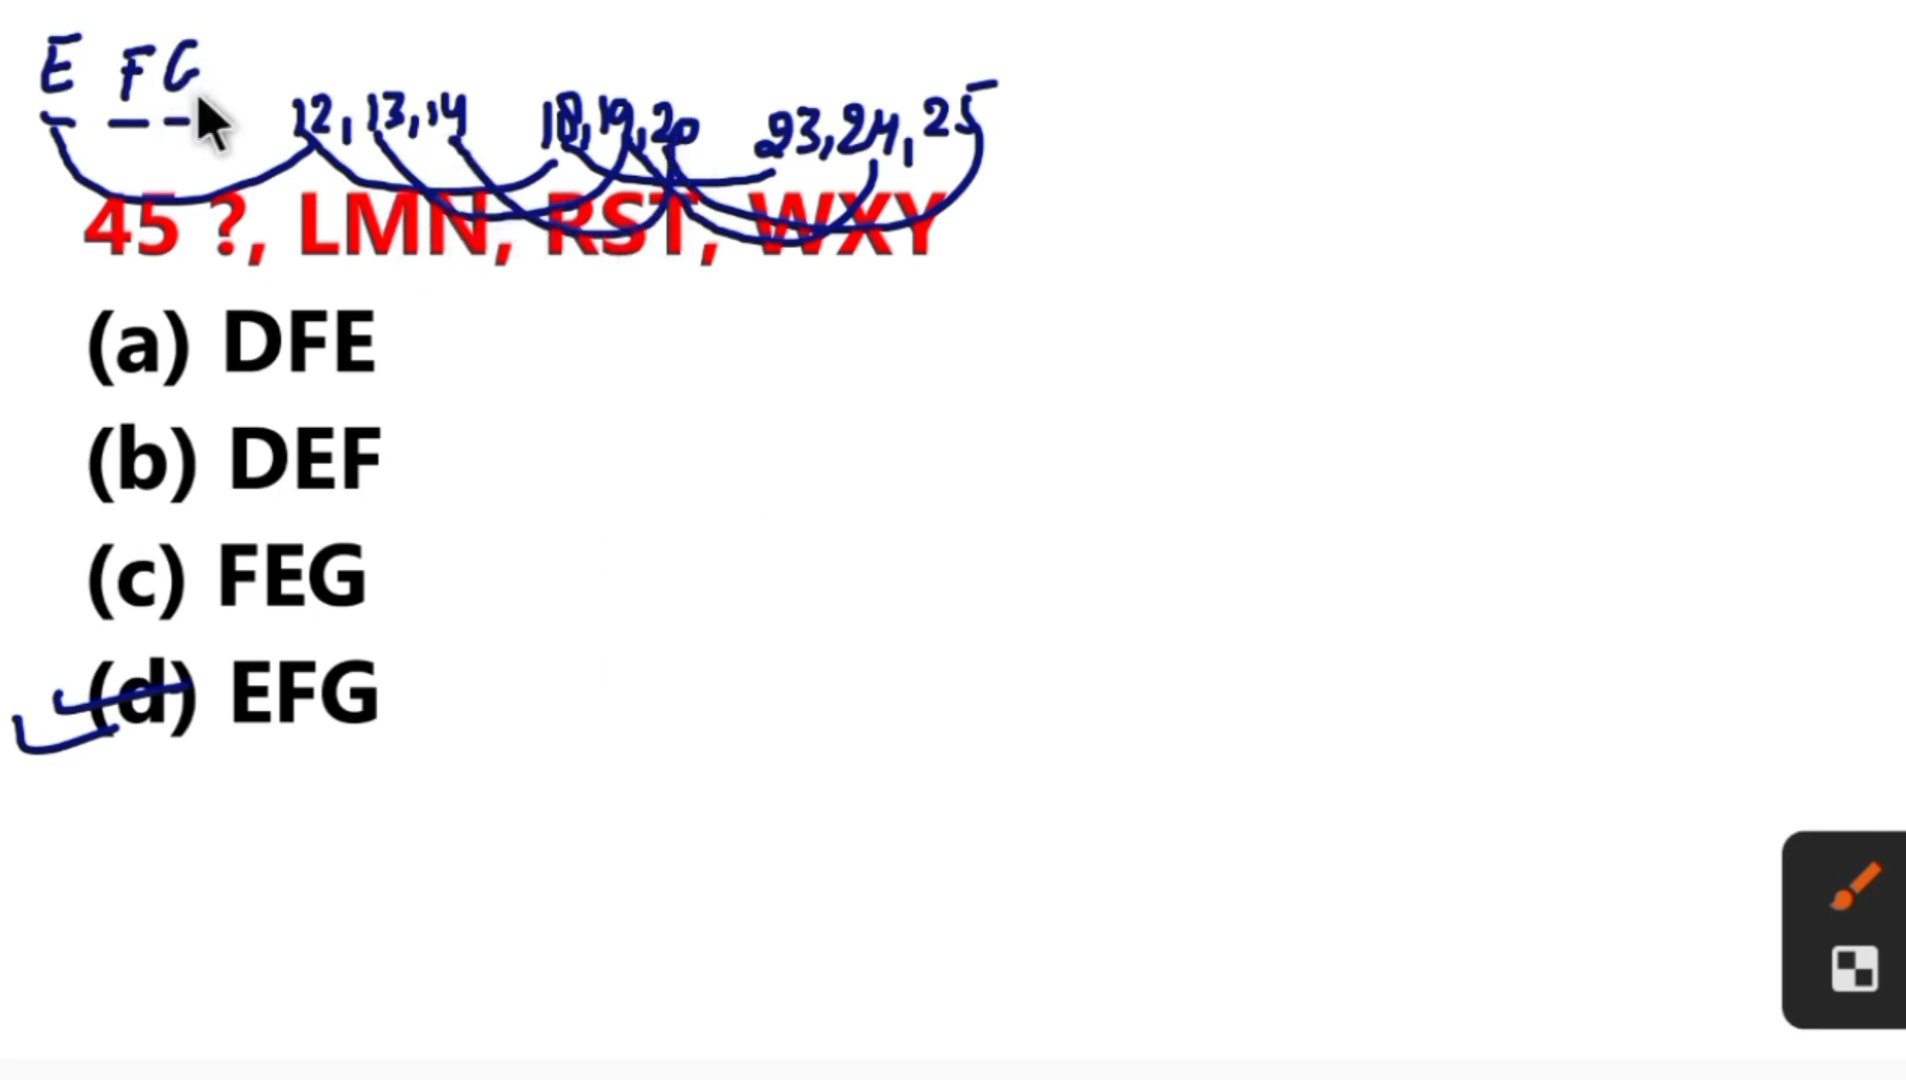 E F G
12, 13, 14 18, 19, 20 23, 24, 25
45 ?, LMN, RST, WXY
(a) DFE
(b) DEF
(c) FEG
(d) EFG